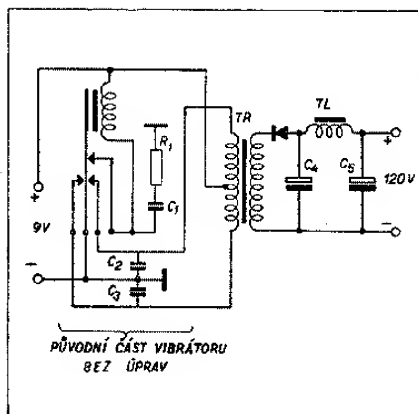 TR
TL
R1
C1
C4
C5
+
+
120V
9V
−
−
C2
C3
PŮVODNÍ ČÁST VIBRÁTORU
BEZ ÚPRAV